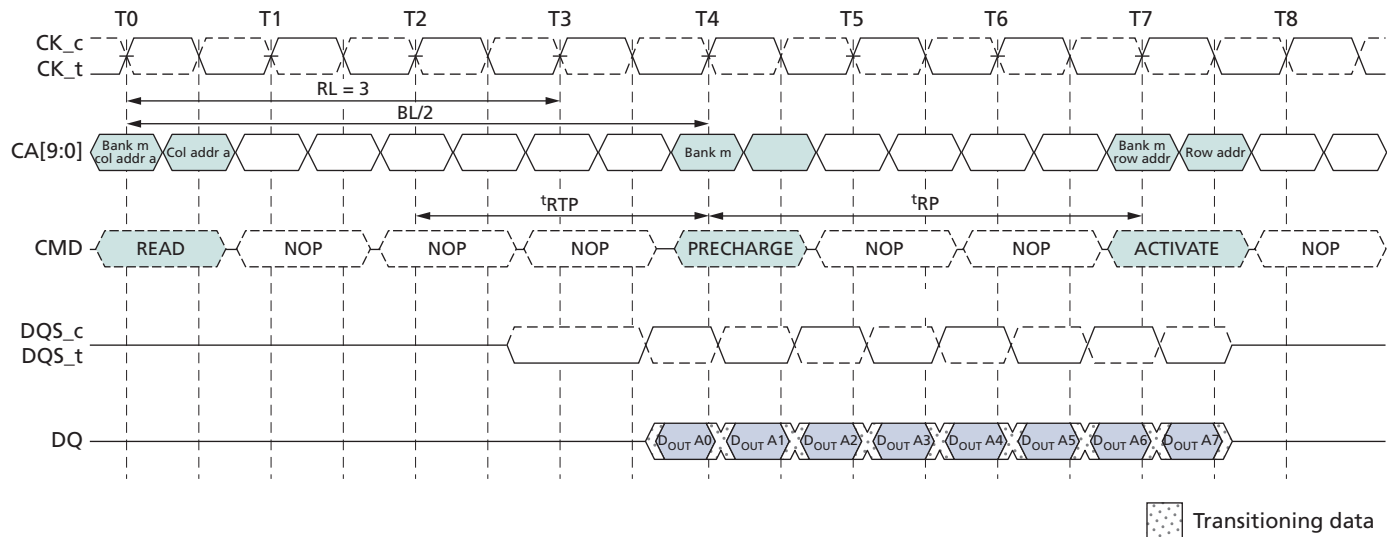 T0 T1 T2 T3 T4 T5 T6 T7 T8
CK_c
CK_t
RL = 3
BL/2
CA[9:0]
Bank m
col addr a
Col addr a
Bank m
Bank m
row addr
Row addr
tRTP
tRP
CMD
READ NOP NOP NOP PRECHARGE NOP NOP ACTIVATE NOP
DQS_c
DQS_t
DQ
DOUT A0 DOUT A1 DOUT A2 DOUT A3 DOUT A4 DOUT A5 DOUT A6 DOUT A7
Transitioning data